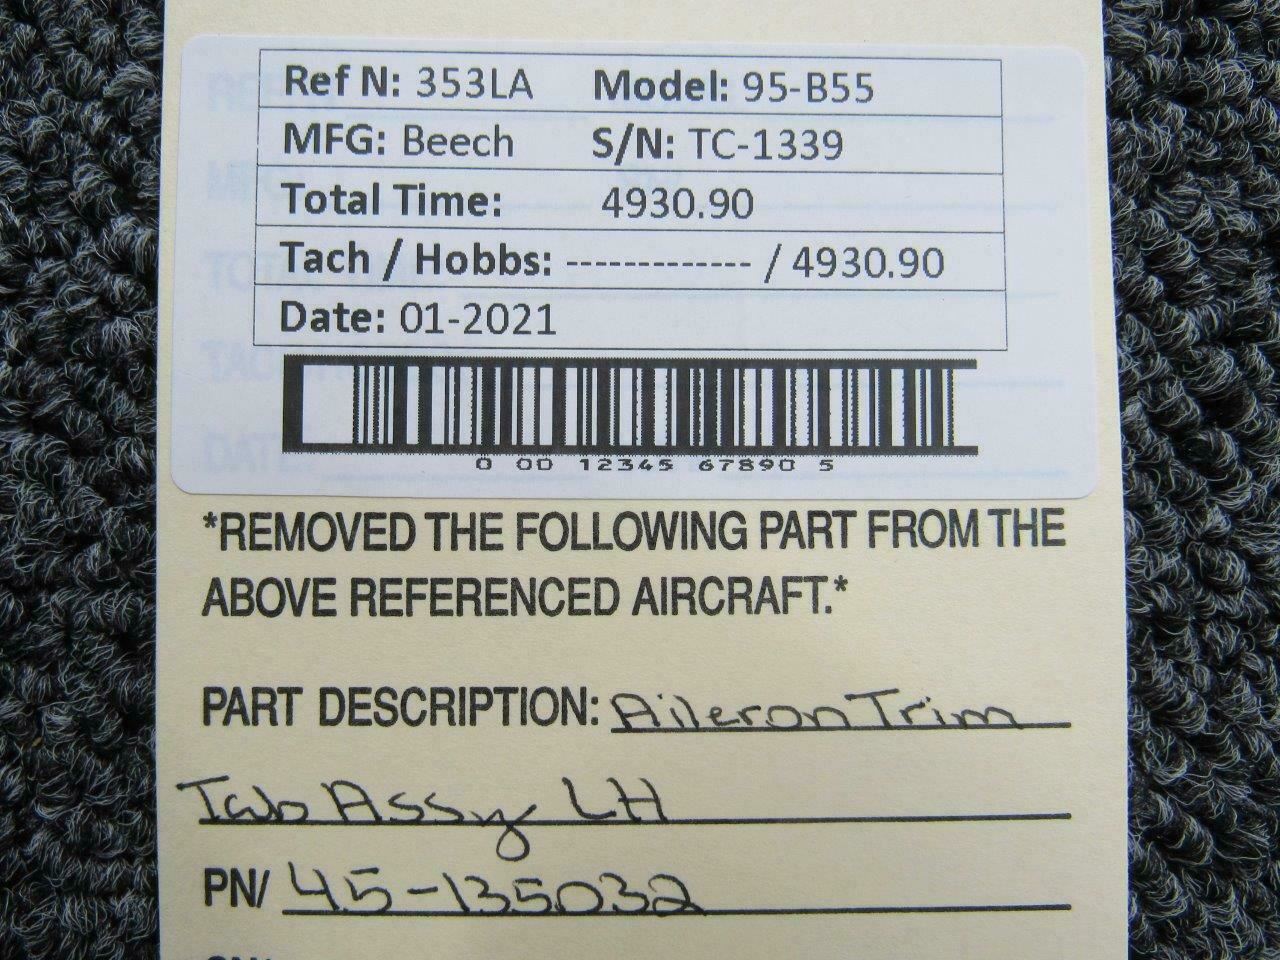 Ref N: 353LA Model: 95-B55
MFG: Beech S/N: TC-1339
Total Time: 4930.90
Tach / Hobbs: ------------- / 4930.90
Date: 01-2021
0 00 12345 67890 5
*REMOVED THE FOLLOWING PART FROM THE
ABOVE REFERENCED AIRCRAFT.*
PART DESCRIPTION: Aileron Trim
Tab Assy LH
PN/ 45-135032